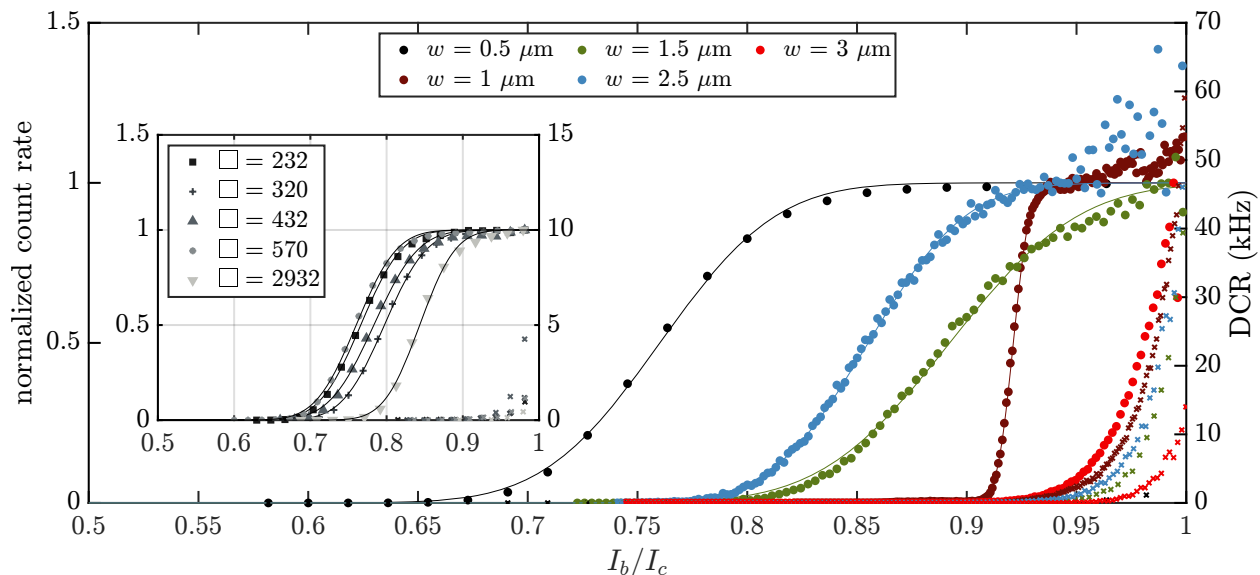 1.5
1
0.5
0
normalized count rate
70
60
50
40
30
20
10
0
DCR (kHz)
w = 0.5 μm w = 1.5 μm w = 3 μm
w = 1 μm w = 2.5 μm
1.5
1
0.5
0
15
10
5
0
□ = 232
□ = 320
□ = 432
□ = 570
□ = 2932
0.5 0.6 0.7 0.8 0.9 1
0.5 0.55 0.6 0.65 0.7 0.75 0.8 0.85 0.9 0.95 1
I_b/I_c